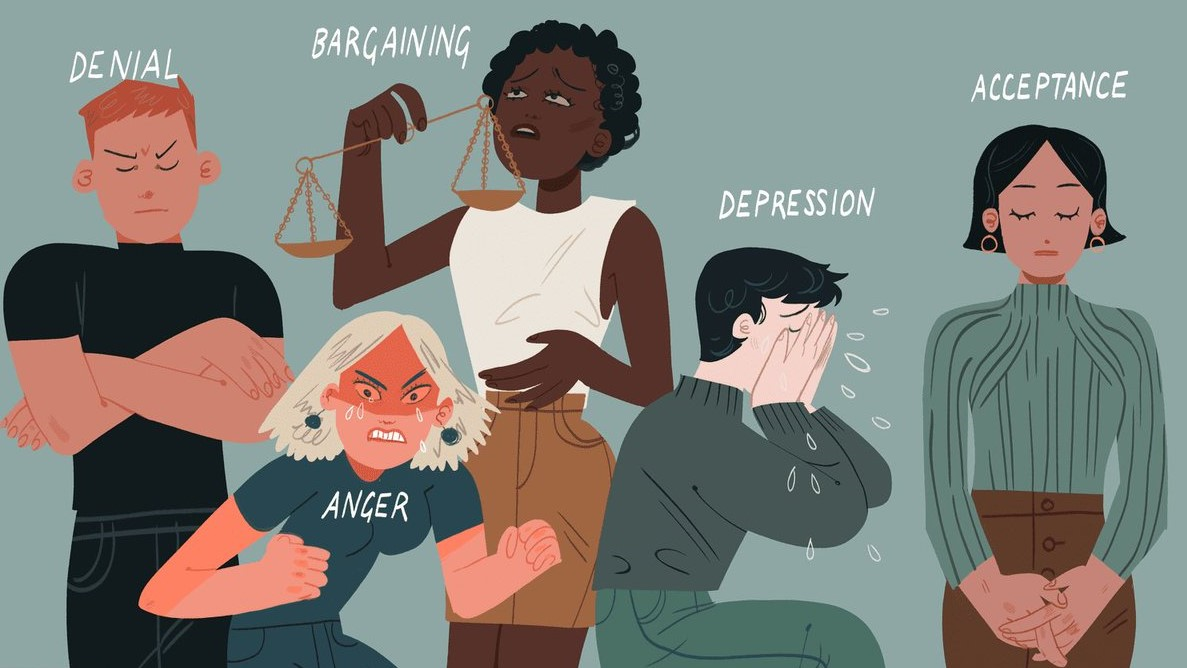 DENIAL
BARGAINING
ACCEPTANCE
DEPRESSION
ANGER